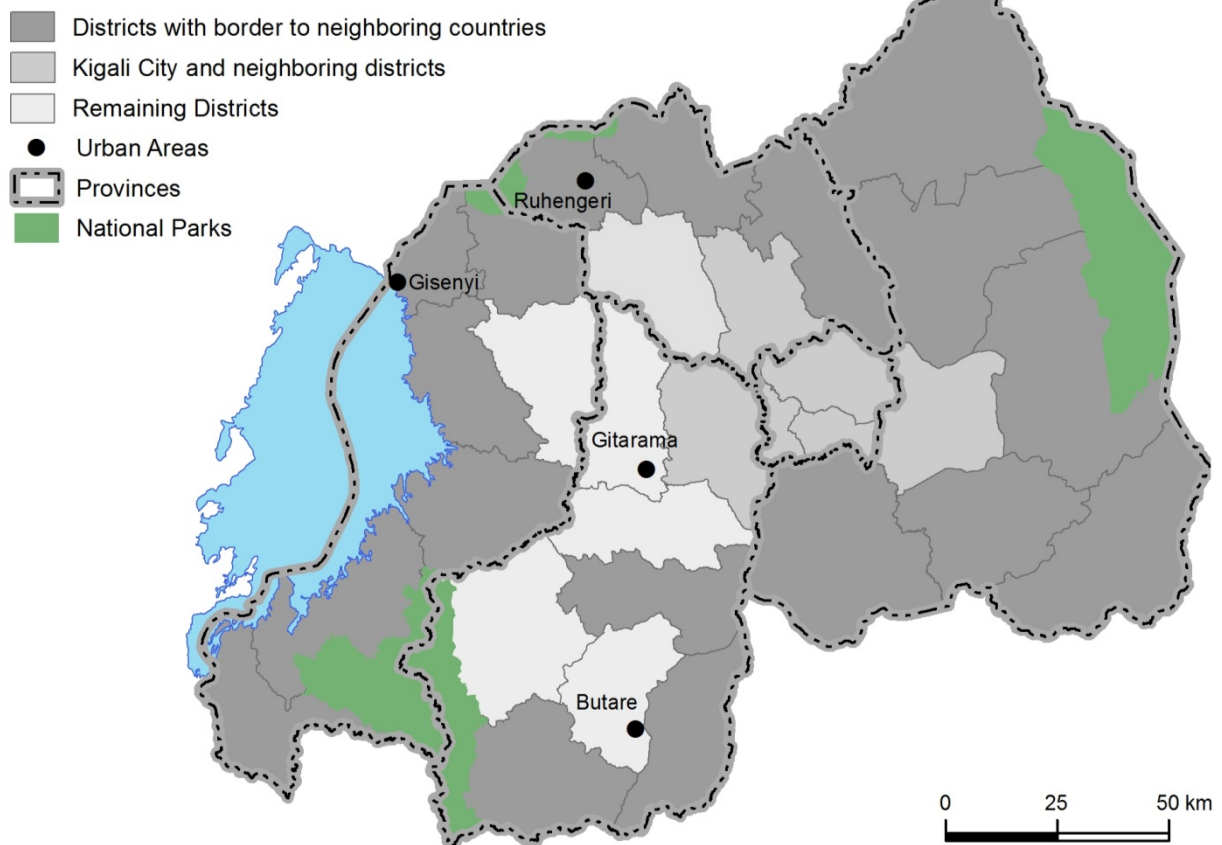 Districts with border to neighboring countries
Kigali City and neighboring districts
Remaining Districts
Urban Areas
Provinces
National Parks
Ruhengeri
Gisenyi
Gitarama
Butare
0 25 50 km